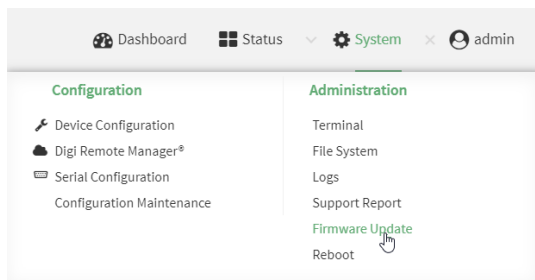 Dashboard Status System admin
Configuration
Device Configuration
Digi Remote Manager®
Serial Configuration
Configuration Maintenance
Administration
Terminal
File System
Logs
Support Report
Firmware Update
Reboot